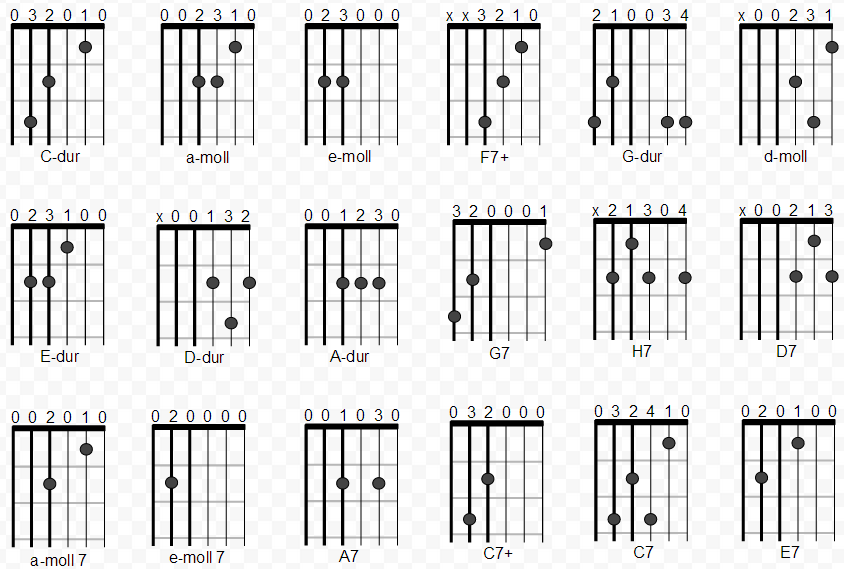 0 3 2 0 1 0
0 0 2 3 1 0
0 2 3 0 0 0
x x 3 2 1 0
2 1 0 0 3 4
x 0 0 2 3 1
C-dur
a-moll
e-moll
F7+
G-dur
d-moll
0 2 3 1 0 0
x 0 0 1 3 2
0 0 1 2 3 0
3 2 0 0 0 1
x 2 1 3 0 4
x 0 0 2 1 3
E-dur
D-dur
A-dur
G7
H7
D7
0 0 2 0 1 0
0 2 0 0 0 0
0 0 1 0 3 0
0 3 2 0 0 0
0 3 2 4 1 0
0 2 0 1 0 0
a-moll 7
e-moll 7
A7
C7+
C7
E7